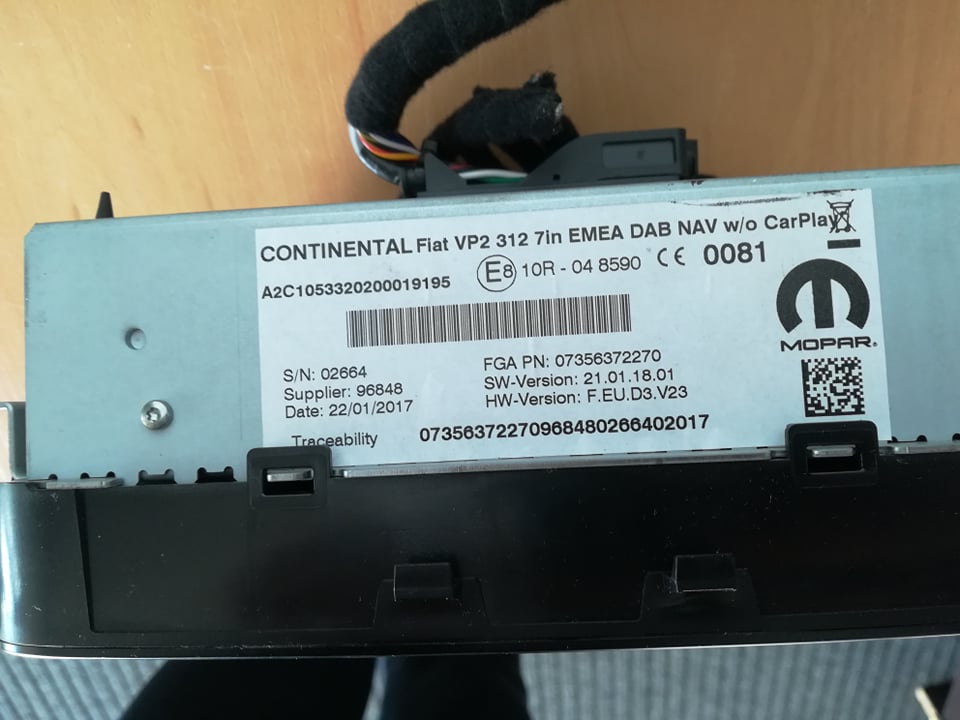 CONTINENTAL Fiat VP2 312 7in EMEA DAB NAV w/o CarPlay
A2C1053320200019195
E8 10R - 04 8590 CE 0081
MOPAR®
S/N: 02664
Supplier: 96848
Date: 22/01/2017
FGA PN: 07356372270
SW-Version: 21.01.18.01
HW-Version: F.EU.D3.V23
Traceability 07356372270968480266402017